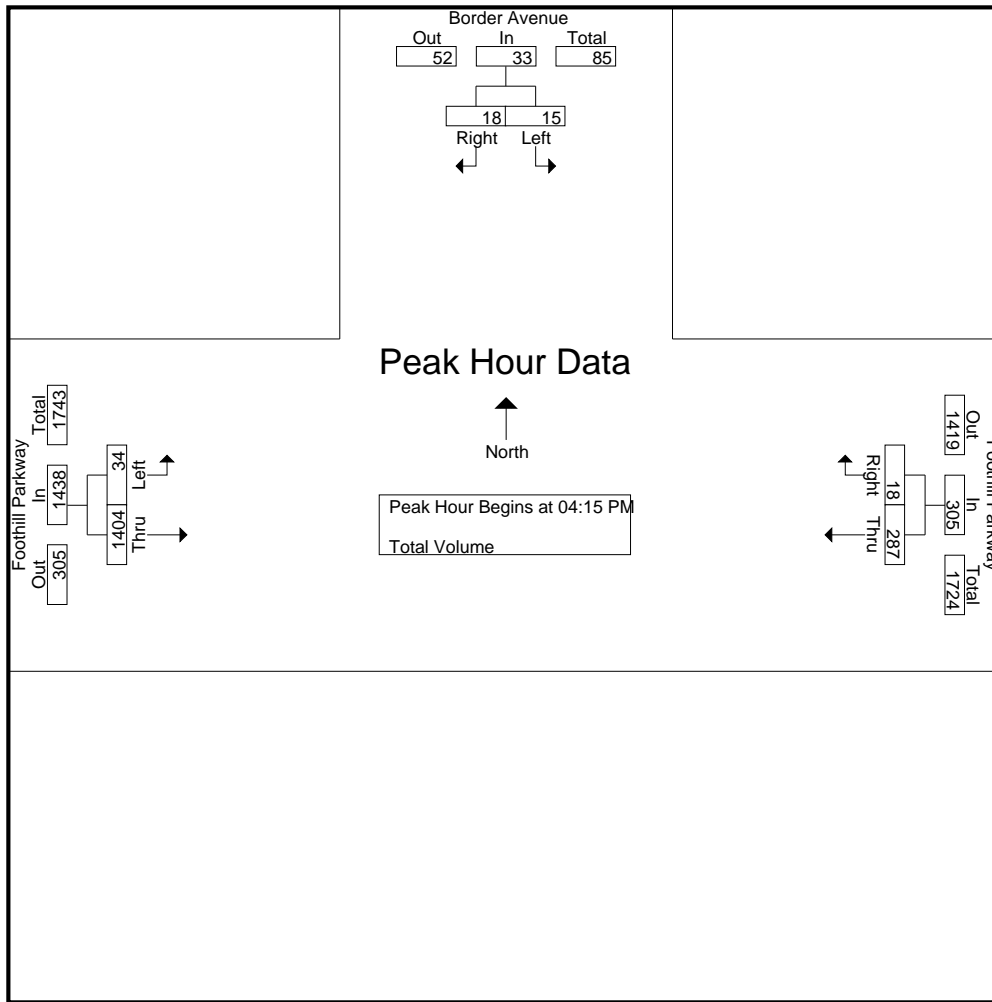 Border Avenue
Out In Total
52 33 85
18 15
Right Left
Peak Hour Data
North
Peak Hour Begins at 04:15 PM
Total Volume
Foothill Parkway
Out In Total
305 1438 1743
1404 34
Thru Left
Foothill Parkway
Out In Total
1419 305 1724
18 287
Right Thru